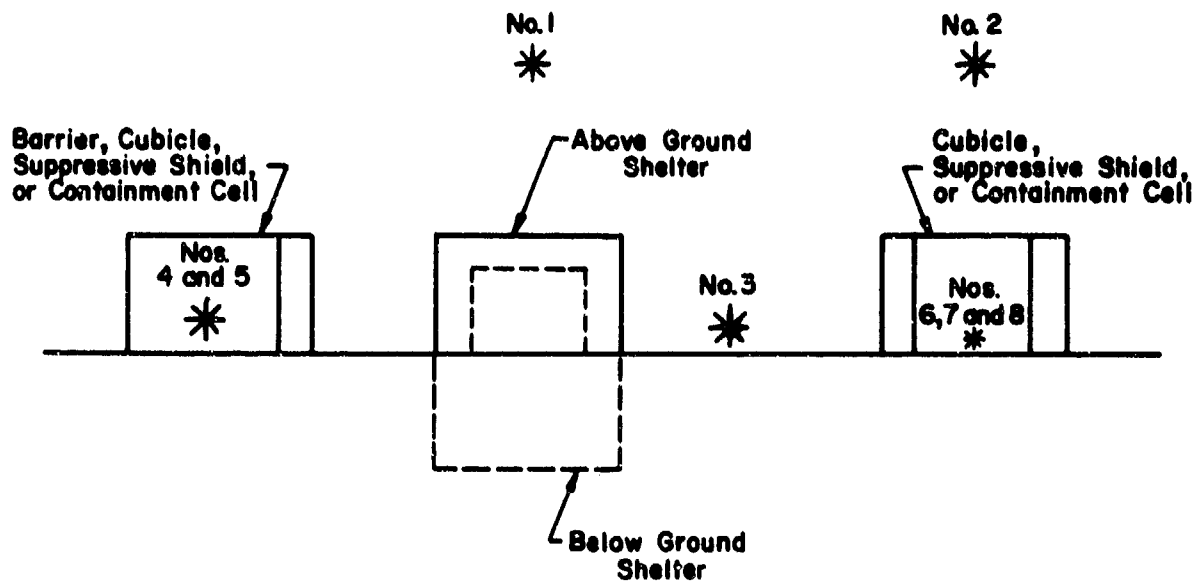 No. 1
No. 2
Barrier, Cubicle,
Suppressive Shield,
or Containment Cell
Above Ground
Shelter
Cubicle,
Suppressive Shield,
or Containment Cell
Nos.
4 and 5
No. 3
Nos.
6,7 and 8
Below Ground
Shelter